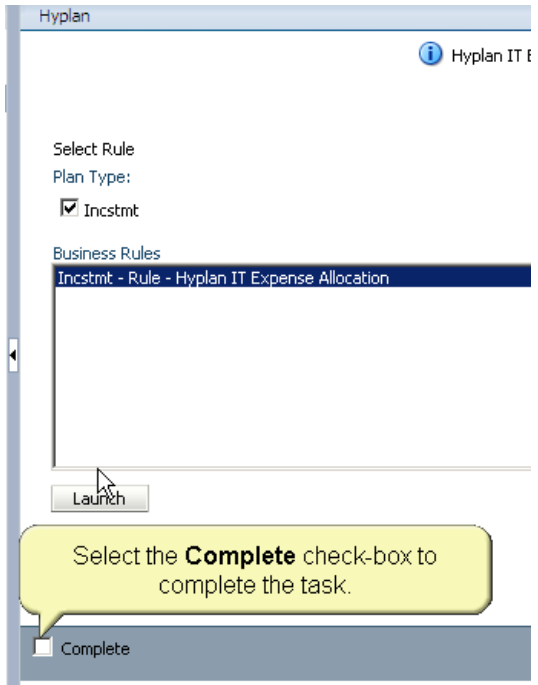 Hyplan
Hyplan IT
Select Rule
Plan Type:
Incstmt
Business Rules
Incstmt - Rule - Hyplan IT Expense Allocation
Launch
Select the Complete check-box to
complete the task.
Complete